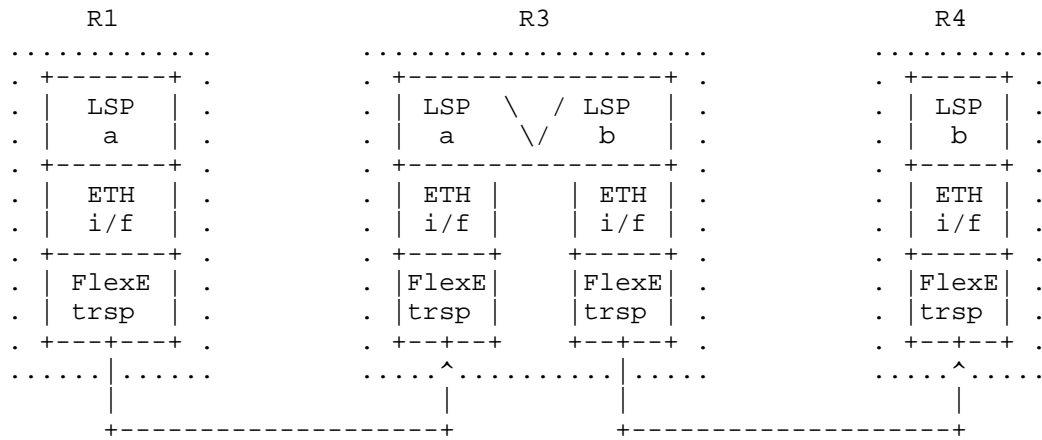 R1 R3 R4
LSP LSP LSP LSP
a a b b
ETH ETH ETH ETH
i/f i/f i/f i/f
FlexE FlexE FlexE FlexE
trsp trsp trsp trsp